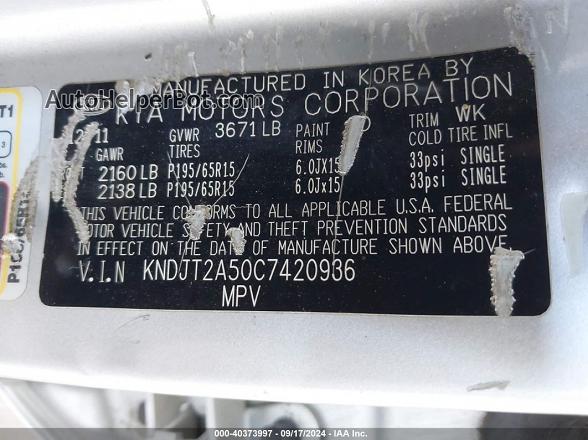 MANUFACTURED IN KOREA BY
KIA MOTORS CORPORATION
AutoHelperBot.com
GVWR 3671 LB PAINT TRIM WK
GAWR TIRES RIMS COLD TIRE INFL
2160 LB P195/65R15 6.0JX15 33psi SINGLE
2138 LB P195/65R15 6.0Jx15 33psi SINGLE
THIS VEHICLE CONFORMS TO ALL APPLICABLE U.S.A. FEDERAL
MOTOR VEHICLE SAFETY AND THEFT PREVENTION STANDARDS
IN EFFECT ON THE DATE OF MANUFACTURE SHOWN ABOVE.
V.I.N KNDJT2A50C7420936
MPV
T1
3
000-40373997 - 09/17/2024 - IAA Inc.